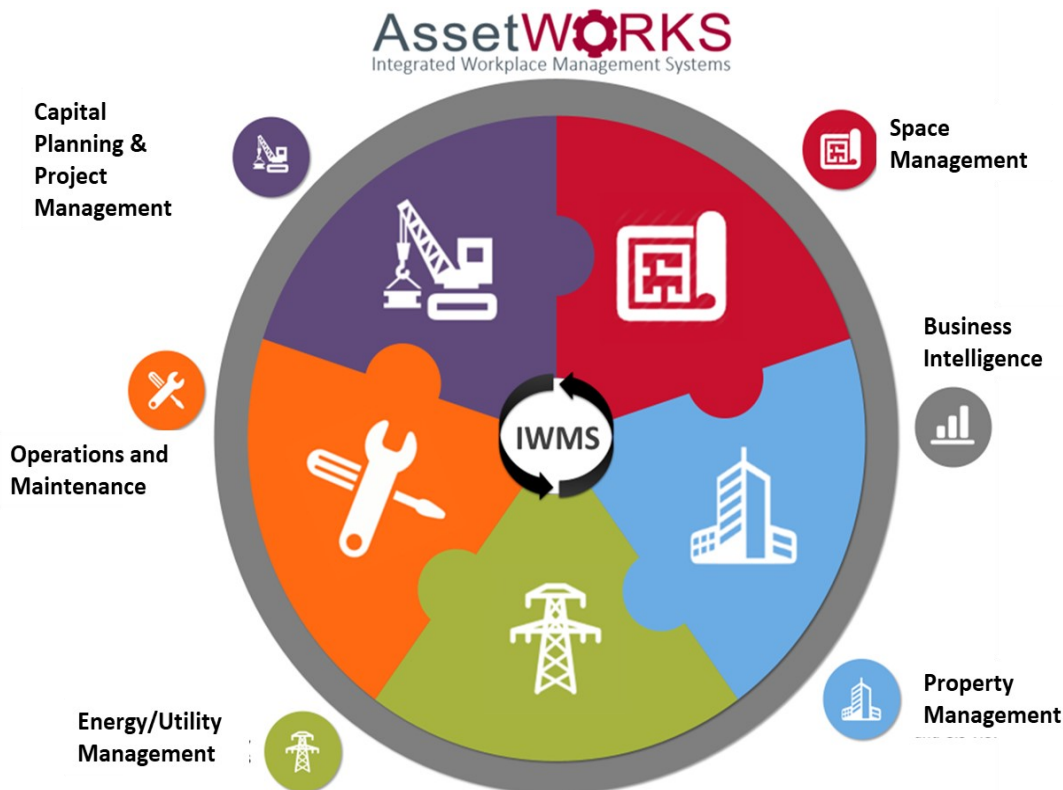 AssetWORKS
Integrated Workplace Management Systems
Capital
Planning &
Project
Management
Space
Management
Business
Intelligence
IWMS
Operations and
Maintenance
Property
Management
Energy/Utility
Management